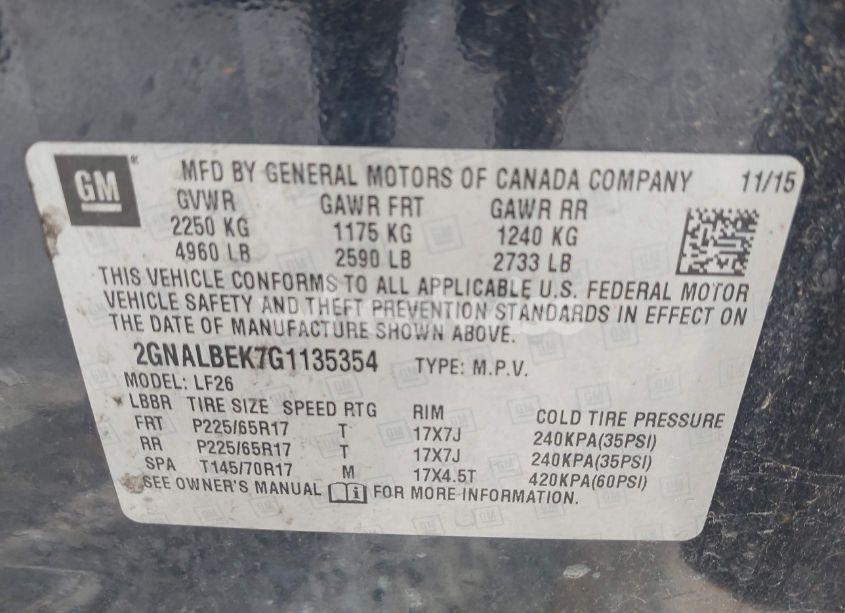 GM
MFD BY GENERAL MOTORS OF CANADA COMPANY 11/15
GVWR GAWR FRT GAWR RR
2250 KG 1175 KG 1240 KG
4960 LB 2590 LB 2733 LB
THIS VEHICLE CONFORMS TO ALL APPLICABLE U.S. FEDERAL MOTOR
VEHICLE SAFETY AND THEFT PREVENTION STANDARDS IN EFFECT ON
THE DATE OF MANUFACTURE SHOWN ABOVE.
2GNALBEK7G1135354 TYPE: M.P.V.
MODEL: LF26
LBBR TIRE SIZE SPEED RTG RIM COLD TIRE PRESSURE
FRT P225/65R17 T 17X7J 240KPA(35PSI)
RR P225/65R17 T 17X7J 240KPA(35PSI)
SPA T145/70R17 M 17X4.5T 420KPA(60PSI)
SEE OWNER'S MANUAL FOR MORE INFORMATION.